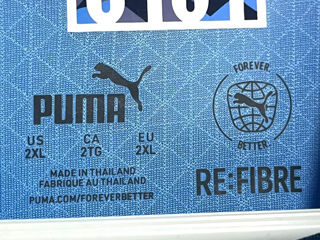 PUMA
US CA EU
2XL 2TG 2XL
MADE IN THAILAND
FABRIQUE AU THAILAND
PUMA.COM/FOREVERBETTER
FOREVER
BETTER
RE:FIBRE